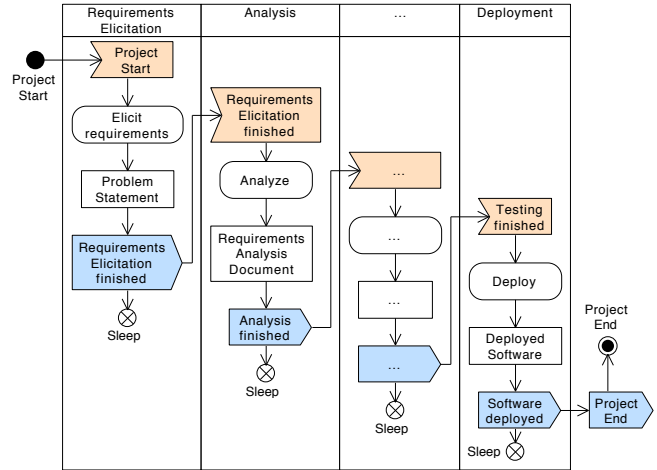 Requirements
Elicitation
Analysis
...
Deployment
Project
Start
Project
Start
Elicit
requirements
Problem
Statement
Requirements
Elicitation
finished
Sleep
Requirements
Elicitation
finished
Analyze
Requirements
Analysis
Document
Analysis
finished
Sleep
...
...
...
...
Sleep
Testing
finished
Deploy
Deployed
Software
Software
deployed
Sleep
Project
End
Project
End